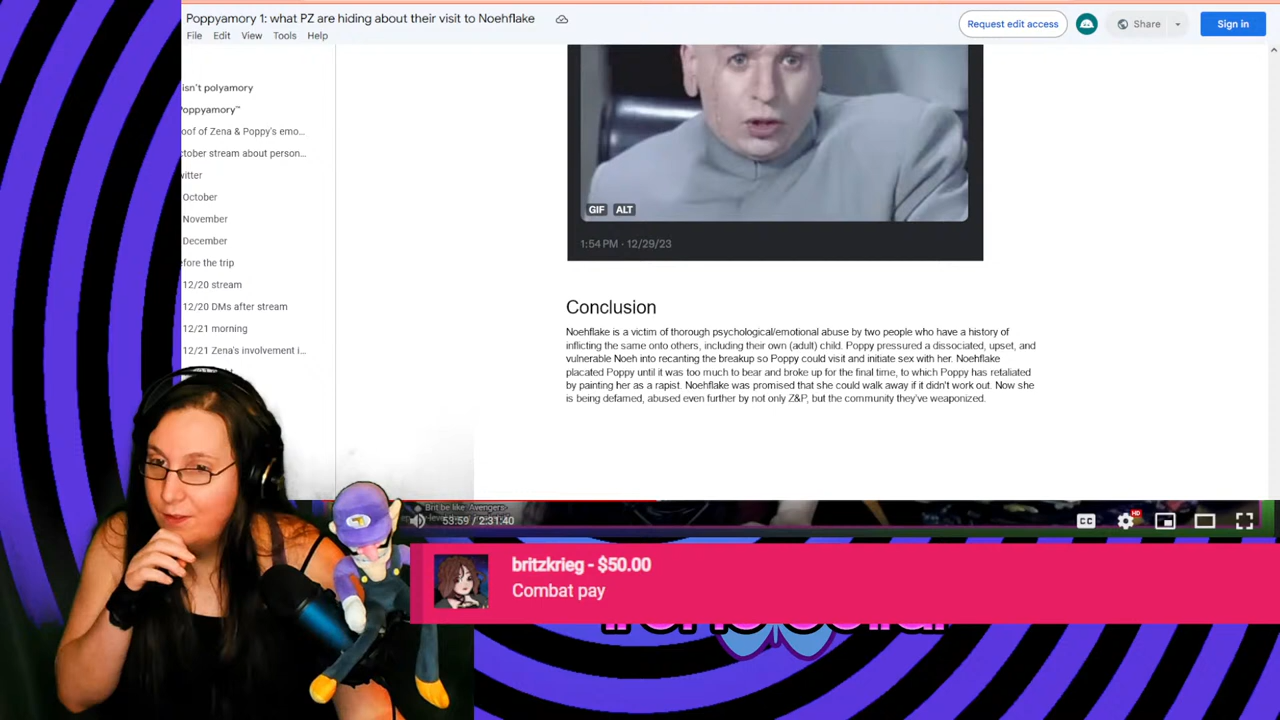 Poppyamory 1: what PZ are hiding about their visit to Noehflake
Request edit access
Share
Sign in
File Edit View Tools Help
isn't polyamory
Poppyamory™
oof of Zena & Poppy's emo...
ctober stream about person...
witter
October
November
December
efore the trip
12/20 stream
12/20 DMs after stream
12/21 morning
12/21 Zena's involvement i...
GIF ALT
1:54 PM · 12/29/23
Conclusion
Noehflake is a victim of thorough psychological/emotional abuse by two people who have a history of
inflicting the same onto others, including their own (adult) child. Poppy pressured a dissociated, upset, and
vulnerable Noeh into recanting the breakup so Poppy could visit and initiate sex with her. Noehflake
placated Poppy until it was too much to bear and broke up for the final time, to which Poppy has retaliated
by painting her as a rapist. Noehflake was promised that she could walk away if it didn't work out. Now she
is being defamed, abused even further by not only Z&P, but the community they've weaponized.
Brit be like: Avengers
53:59 / 2:31:40
CC
HD
britzkrieg - $50.00
Combat pay